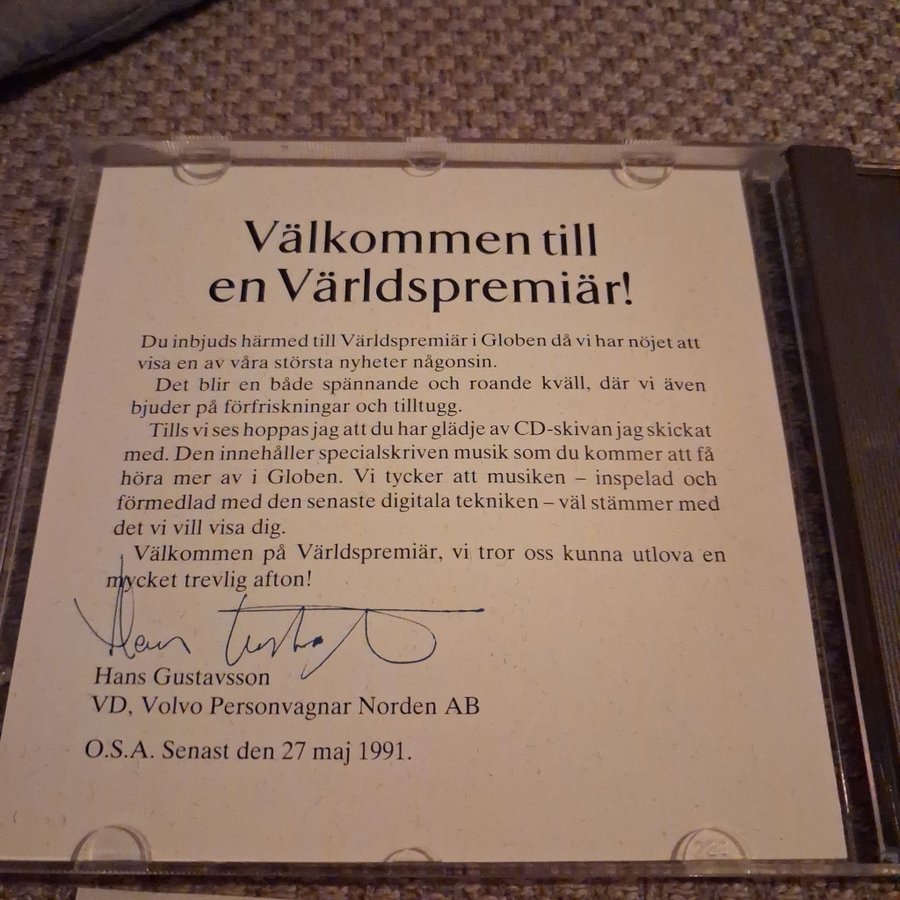 Välkommen till
en Världspremiär!
Du inbjuds härmed till Världspremiär i Globen då vi har nöjet att
visa en av våra största nyheter någonsin.
Det blir en både spännande och roande kväll, där vi även
bjuder på förfriskningar och tilltugg.
Tills vi ses hoppas jag att du har glädje av CD-skivan jag skickat
med. Den innehåller specialskriven musik som du kommer att få
höra mer av i Globen. Vi tycker att musiken – inspelad och
förmedlad med den senaste digitala tekniken – väl stämmer med
det vi vill visa dig.
Välkommen på Världspremiär, vi tror oss kunna utlova en
mycket trevlig afton!
Hans Gustavsson
VD, Volvo Personvagnar Norden AB
O.S.A. Senast den 27 maj 1991.